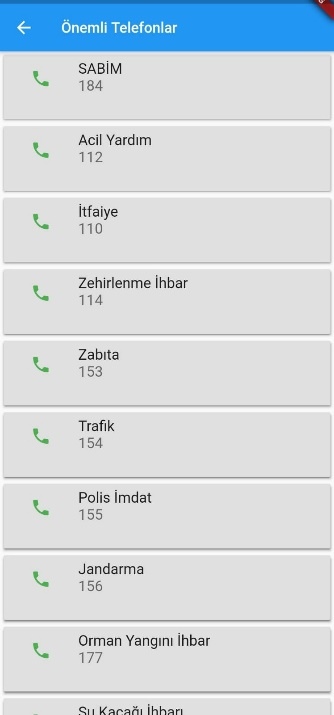 Önemli Telefonlar
SABİM
184
Acil Yardım
112
İtfaiye
110
Zehirlenme İhbar
114
Zabıta
153
Trafik
154
Polis İmdat
155
Jandarma
156
Orman Yangını İhbar
177
Su Kaçağı İhbarı